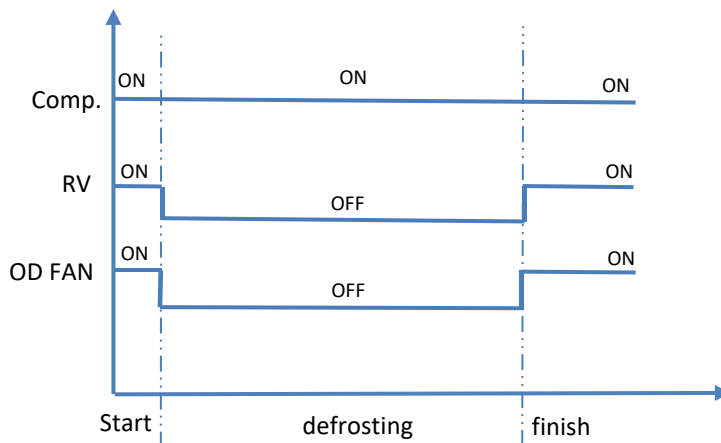 ON ON ON
Comp.
ON ON
RV
OFF
ON ON
OD FAN
OFF
Start defrosting finish